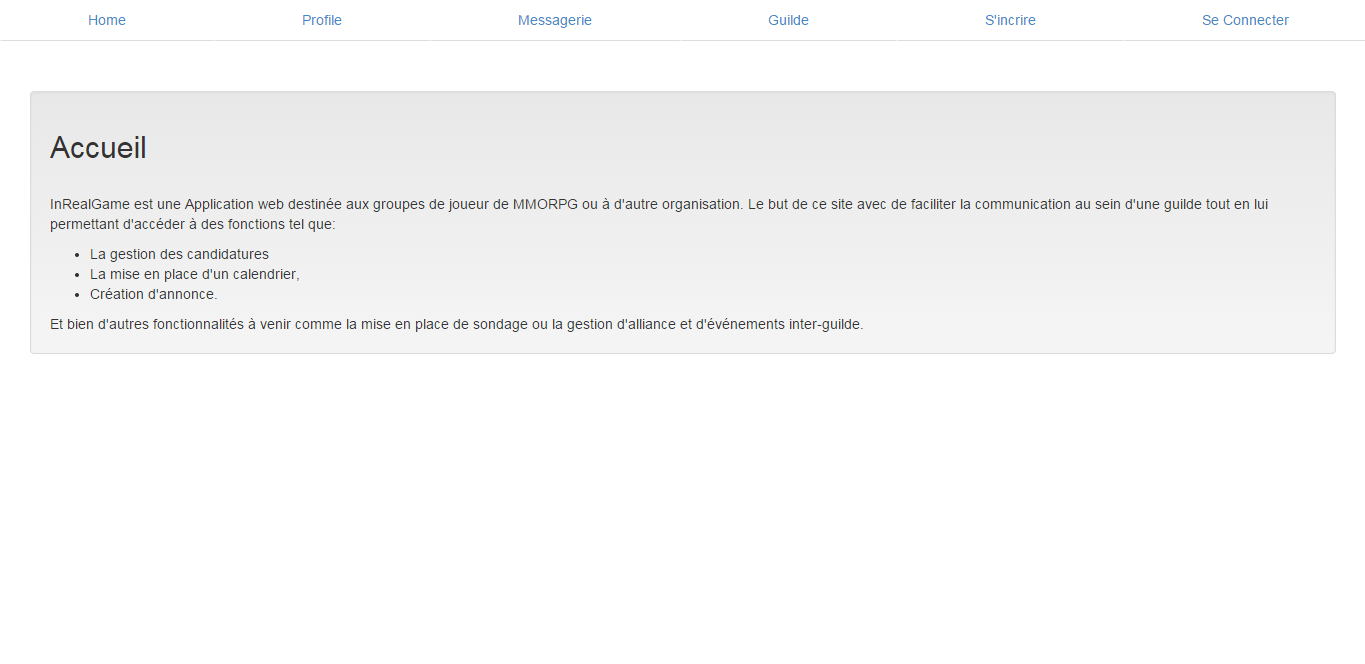 Home Profile Messagerie Guilde S'incrire Se Connecter
Accueil
InRealGame est une Application web destinée aux groupes de joueur de MMORPG ou à d'autre organisation. Le but de ce site avec de faciliter la communication au sein d'une guilde tout en lui
permettant d'accéder à des fonctions tel que:
• La gestion des candidatures
• La mise en place d'un calendrier,
• Création d'annonce.
Et bien d'autres fonctionnalités à venir comme la mise en place de sondage ou la gestion d'alliance et d'événements inter-guilde.